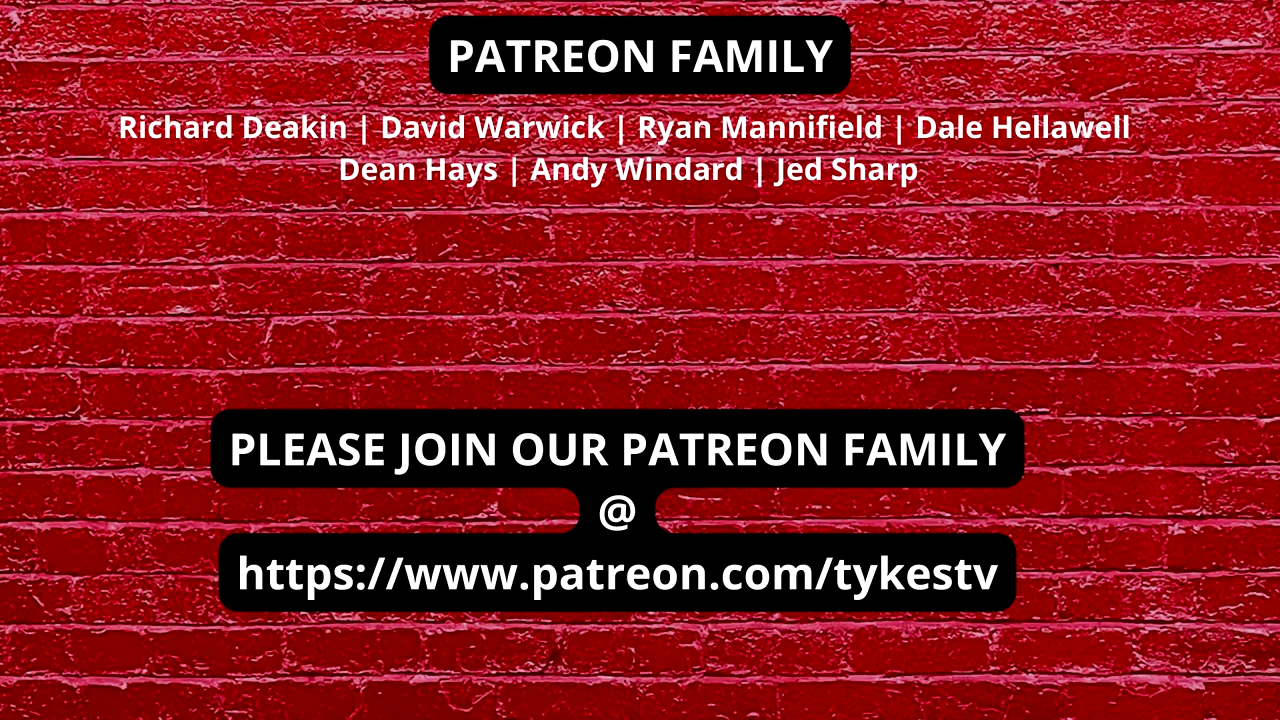 PATREON FAMILY
Richard Deakin | David Warwick | Ryan Mannifield | Dale Hellawell
Dean Hays | Andy Windard | Jed Sharp
PLEASE JOIN OUR PATREON FAMILY
@
https://www.patreon.com/tykestv